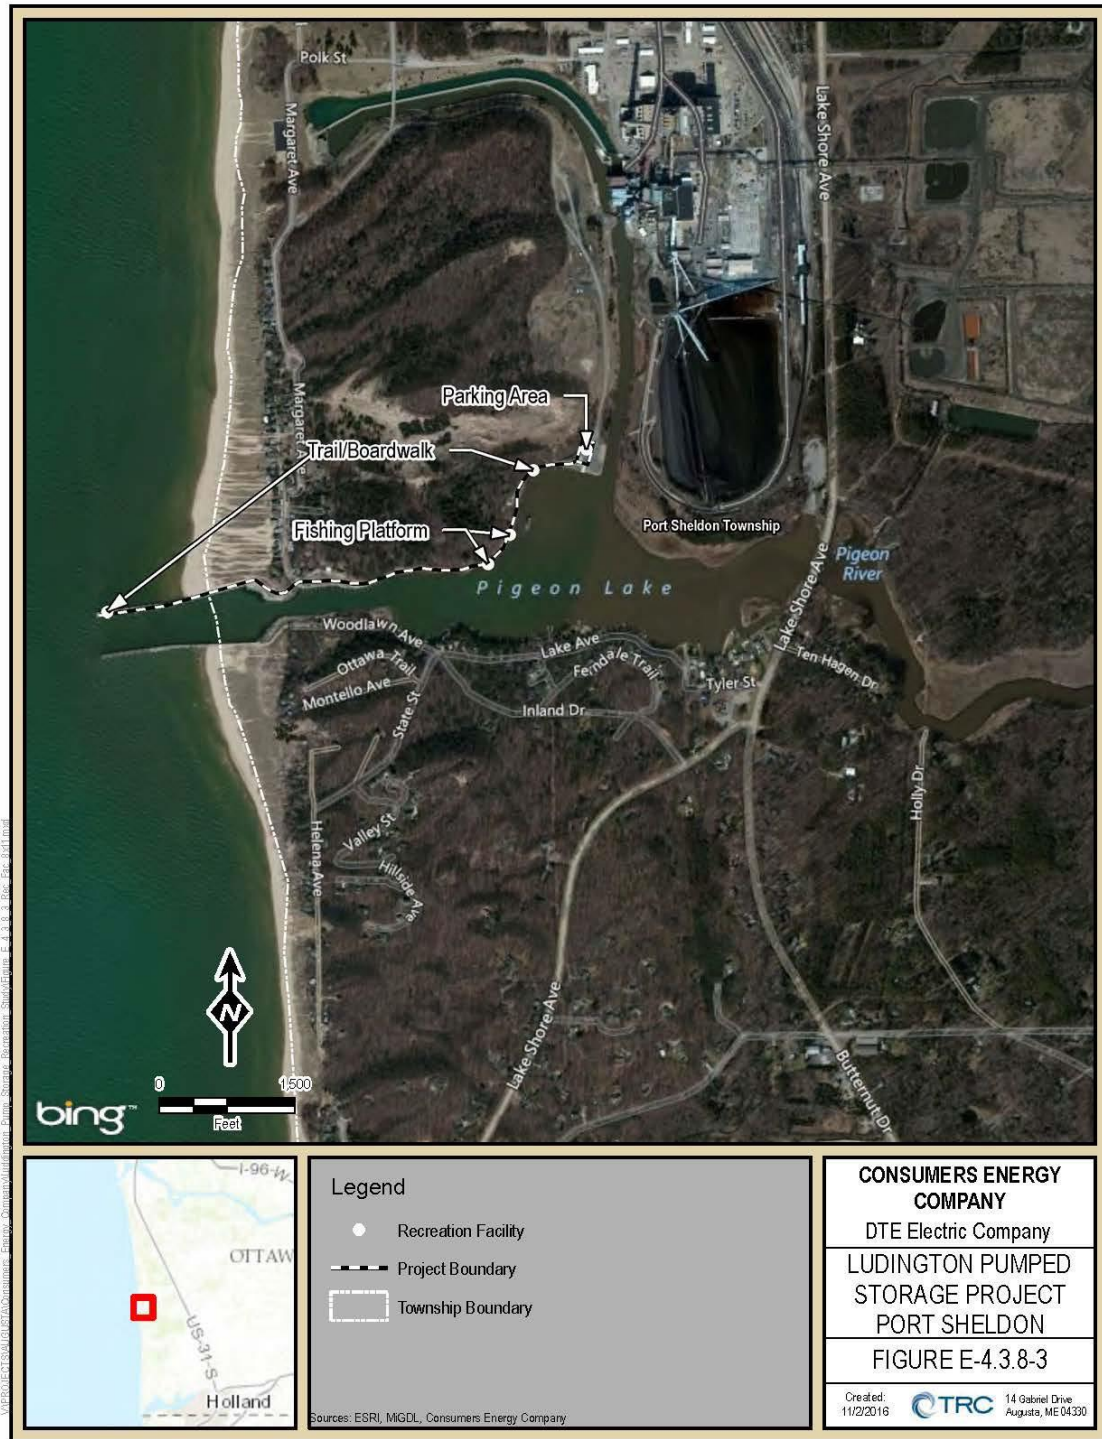 Polk St
Margaret Ave
Lake Shore Ave
Parking Area
Margaret Ave
Trail/Boardwalk
Fishing Platform
Port Sheldon Township
Pigeon Lake
Pigeon
River
Lake Shore Ave
Woodlawn Ave
Lake Ave
Ottawa Trail
Ferndale Trail
Ten Hagen Dr
Montello Ave
Tyler St
State St
Inland Dr
Holly Dr
Valley St
Helena Ave
Hillside Ave
Lake Shore Ave
Butternut Dr
N
0 1,500
Feet
bing™
I-96-W
OTTAW
US-31-S
Holland
Legend
Recreation Facility
Project Boundary
Township Boundary
Sources: ESRI, MiGDL, Consumers Energy Company
CONSUMERS ENERGY
COMPANY
DTE Electric Company
LUDINGTON PUMPED
STORAGE PROJECT
PORT SHELDON
FIGURE E-4.3.8-3
Created:
11/2/2016
TRC
14 Gabriel Drive
Augusta, ME 04330